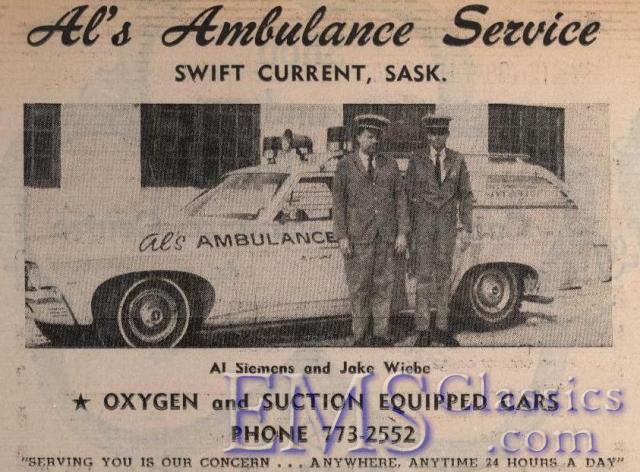 Al's Ambulance Service
SWIFT CURRENT, SASK.
al's AMBULANCE
Al Siemens and Jake Wiebe
★ OXYGEN and SUCTION EQUIPPED CARS
PHONE 773-2552
EMSClassics
.com
"SERVING YOU IS OUR CONCERN . . . ANYWHERE, ANYTIME 24 HOURS A DAY"